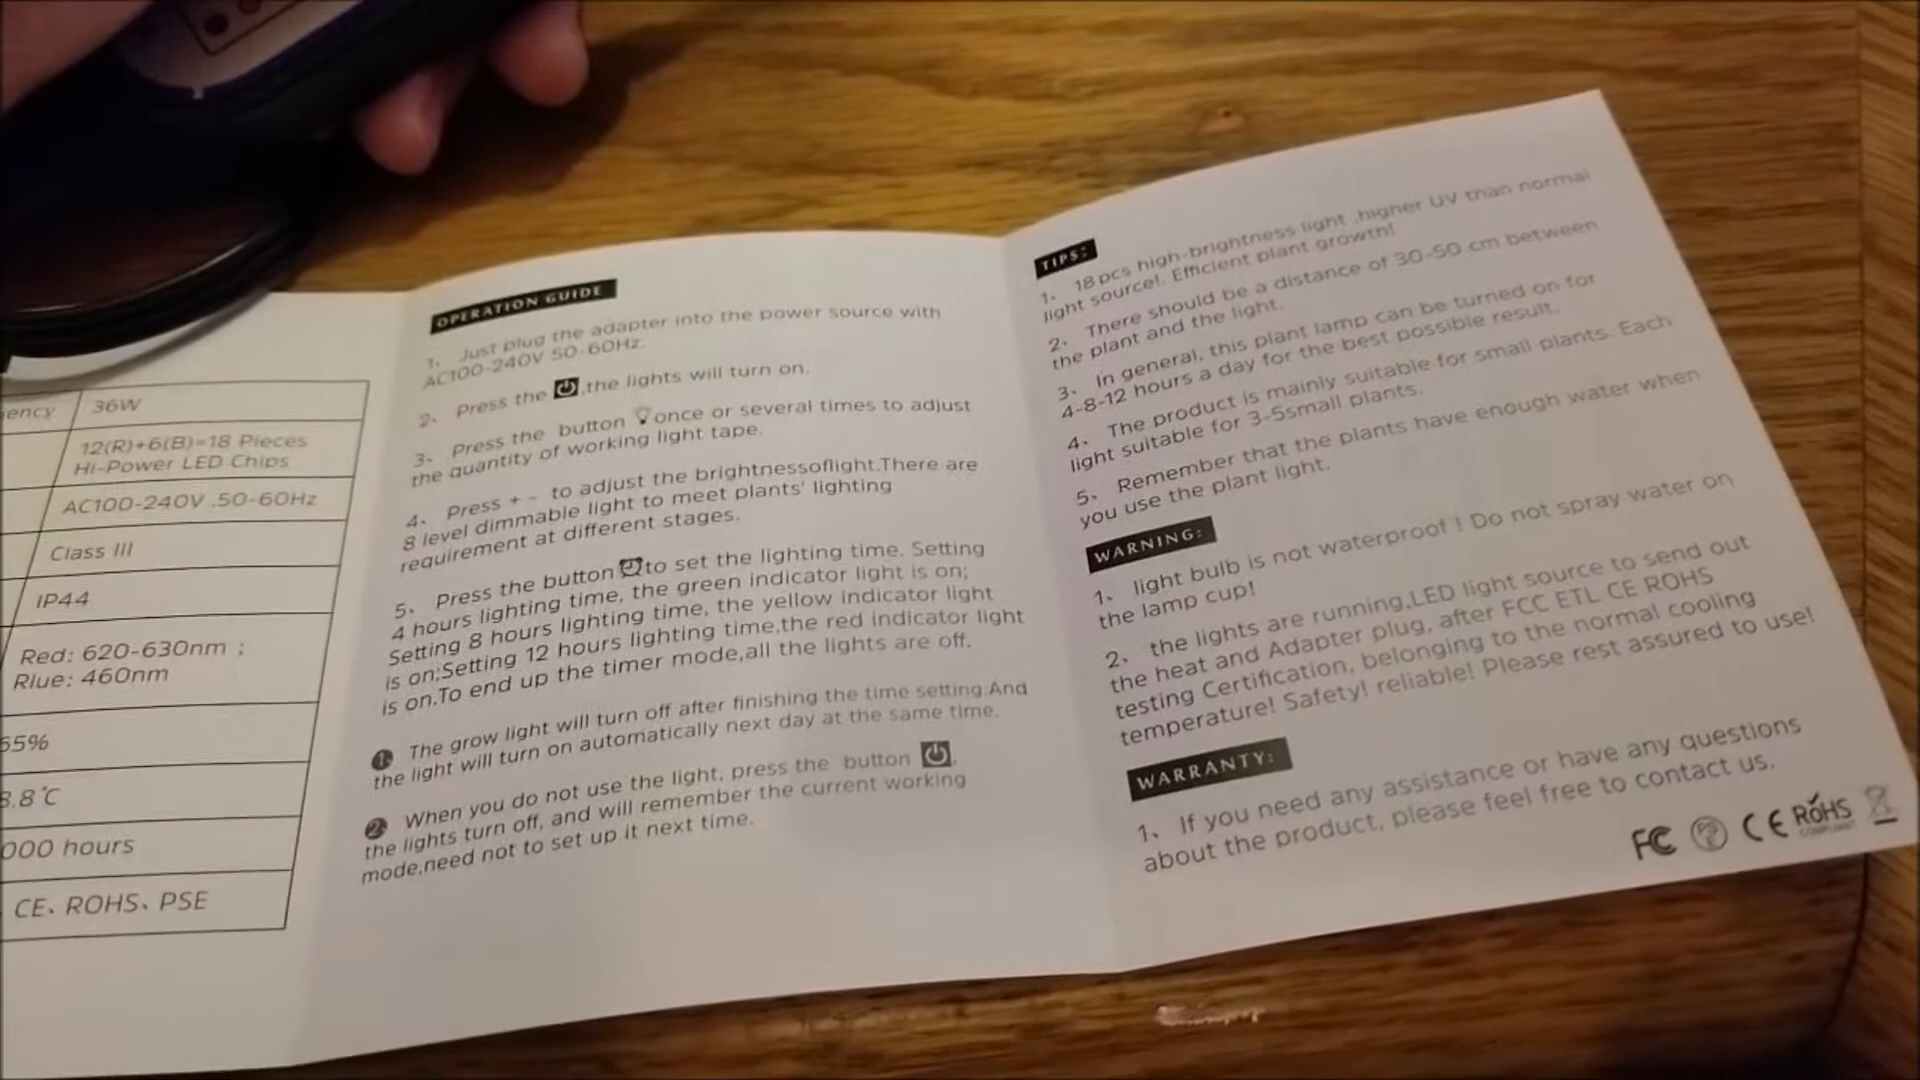 36W
12(R)+6(B)=18 Pieces
Hi-Power LED Chips
AC100-240V .50-60Hz
Class III
IP44
Red: 620-630nm ;
Rlue: 460nm
55%
8.8°C
000 hours
CE、ROHS、PSE
OPERATION GUIDE
1、 Just plug the adapter into the power source with
AC100-240V 50-60Hz.
2、 Press the ,the lights will turn on.
3、 Press the button once or several times to adjust
the quantity of working light tape.
4、 Press + - to adjust the brightnessoflight.There are
8 level dimmable light to meet plants' lighting
requirement at different stages.
5、 Press the button to set the lighting time. Setting
4 hours lighting time, the green indicator light is on;
Setting 8 hours lighting time, the yellow indicator light
is on;Setting 12 hours lighting time,the red indicator light
is on.To end up the timer mode,all the lights are off.
1 The grow light will turn off after finishing the time setting.And
the light will turn on automatically next day at the same time.
2 When you do not use the light, press the button ,
the lights turn off, and will remember the current working
mode,need not to set up it next time.
TIPS:
1、 18 pcs high-brightness light ,higher UV than normal
light source!. Efficient plant growth!
2、 There should be a distance of 30-50 cm between
the plant and the light.
3、 In general, this plant lamp can be turned on for
4-8-12 hours a day for the best possible result.
4、 The product is mainly suitable for small plants. Each
light suitable for 3-5small plants.
5、 Remember that the plants have enough water when
you use the plant light.
WARNING:
1、 light bulb is not waterproof ! Do not spray water on
the lamp cup!
2、 the lights are running,LED light source to send out
the heat and Adapter plug, after FCC ETL CE ROHS
testing Certification, belonging to the normal cooling
temperature! Safety! reliable! Please rest assured to use!
WARRANTY:
1、 If you need any assistance or have any questions
about the product, please feel free to contact us.
FC CE ROHS